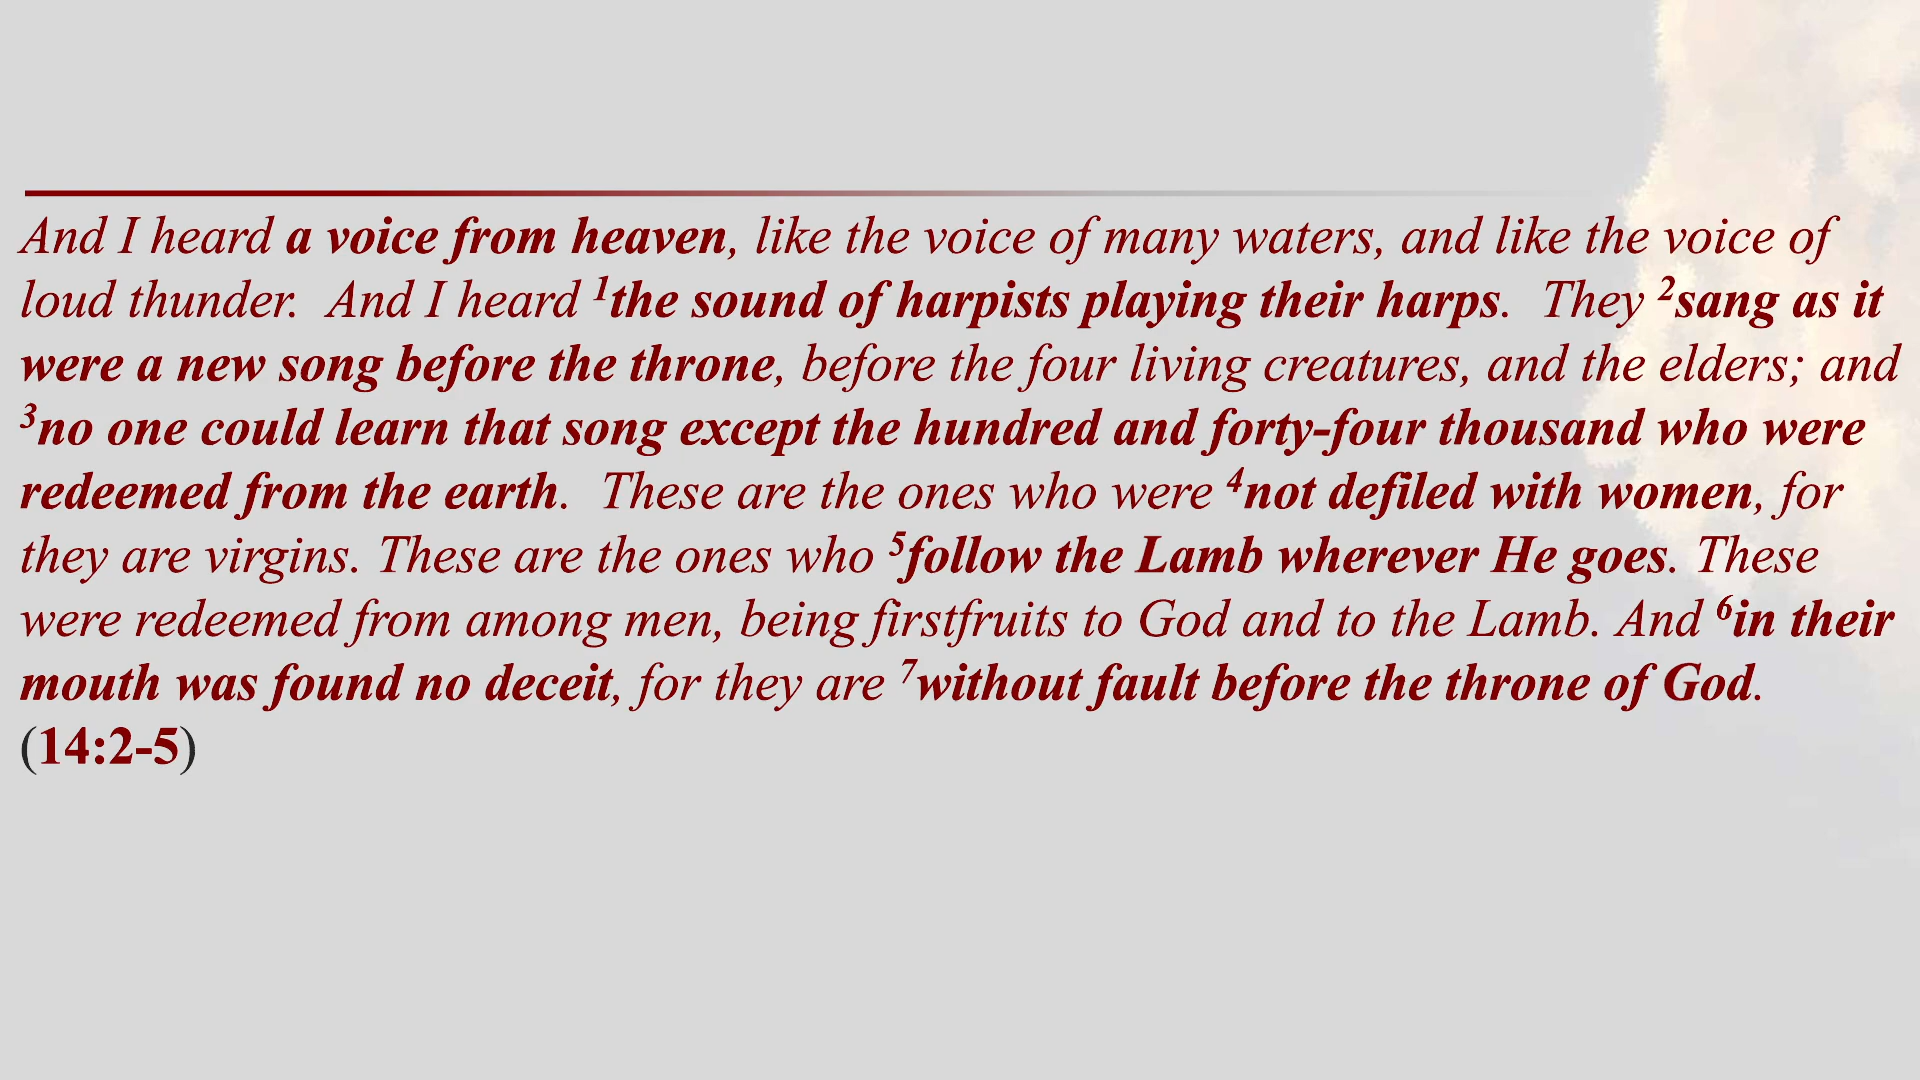 And I heard a voice from heaven, like the voice of many waters, and like the voice of
loud thunder.  And I heard ¹the sound of harpists playing their harps.  They ²sang as it
were a new song before the throne, before the four living creatures, and the elders; and
³no one could learn that song except the hundred and forty-four thousand who were
redeemed from the earth.  These are the ones who were ⁴not defiled with women, for
they are virgins. These are the ones who ⁵follow the Lamb wherever He goes. These
were redeemed from among men, being firstfruits to God and to the Lamb. And ⁶in their
mouth was found no deceit, for they are ⁷without fault before the throne of God.
(14:2-5)